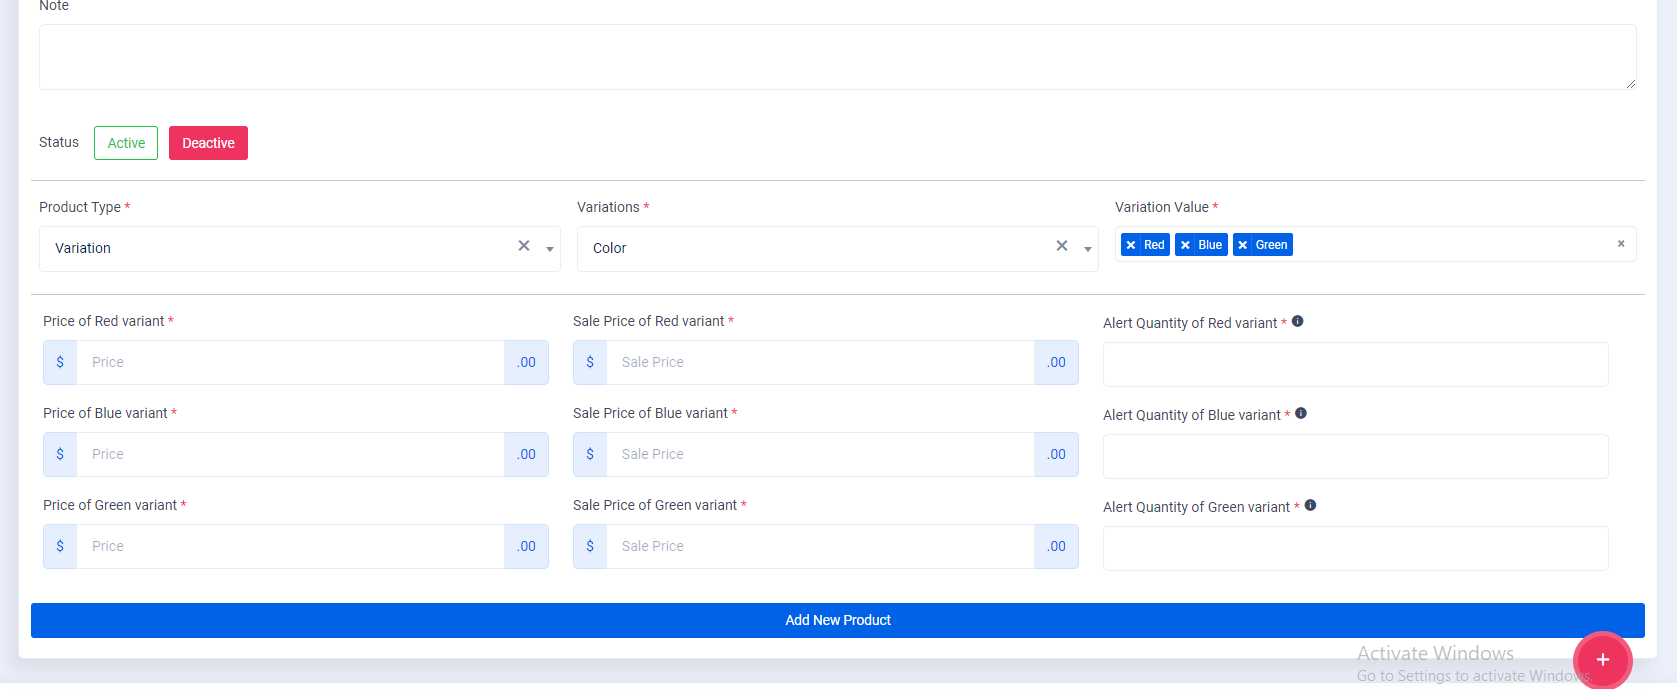 Note
Status Active Deactive
Product Type * Variations * Variation Value *
Variation × Color × × Red × Blue × Green ×
Price of Red variant * Sale Price of Red variant * Alert Quantity of Red variant *
$ Price .00 $ Sale Price .00
Price of Blue variant * Sale Price of Blue variant * Alert Quantity of Blue variant *
$ Price .00 $ Sale Price .00
Price of Green variant * Sale Price of Green variant * Alert Quantity of Green variant *
$ Price .00 $ Sale Price .00
Add New Product
Activate Windows
Go to Settings to activate Windows.
+